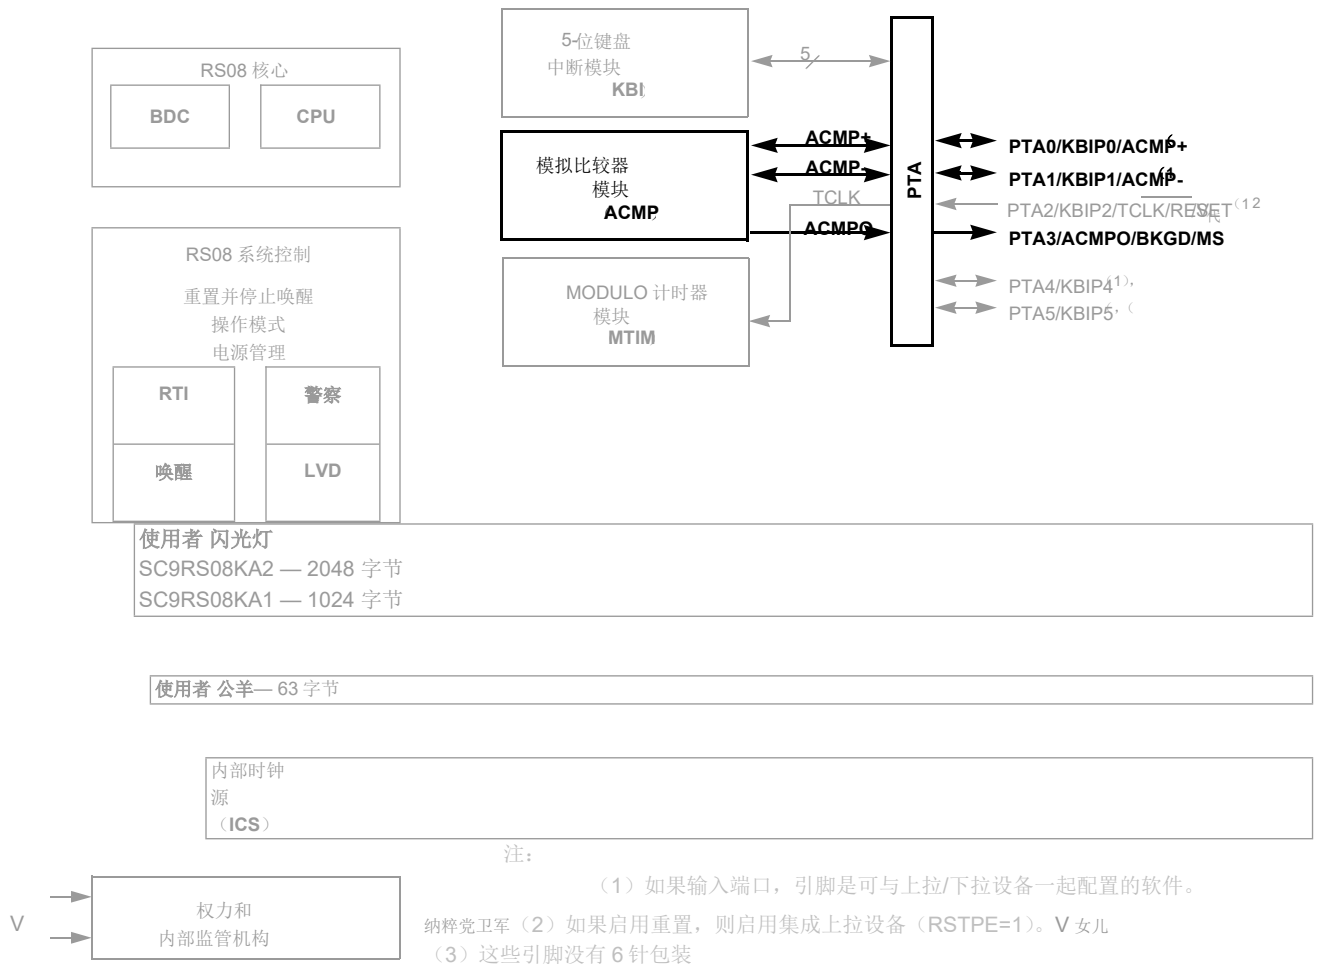 RS08 核心
BDC
CPU
5-位键盘
中断模块
KBI
5
模拟比较器
模块
ACMP
ACMP+
ACMP-
TCLK
ACMPO
MODULO 计时器
模块
MTIM
PTA
PTA0/KBIP0/ACMP+
PTA1/KBIP1/ACMP-
PTA2/KBIP2/TCLK/RESET
PTA3/ACMPO/BKGD/MS
PTA4/KBIP4(1),
PTA5/KBIP5
RS08 系统控制
重置并停止唤醒
操作模式
电源管理
RTI
警察
唤醒
LVD
使用者 闪光灯
SC9RS08KA2 — 2048 字节
SC9RS08KA1 — 1024 字节
使用者 公羊— 63 字节
内部时钟
源
（ICS）
注：
（1）如果输入端口，引脚是可与上拉/下拉设备一起配置的软件。
V
权力和
内部监管机构
纳粹党卫军（2）如果启用重置，则启用集成上拉设备（RSTPE=1）。V 女儿
（3）这些引脚没有 6 针包装